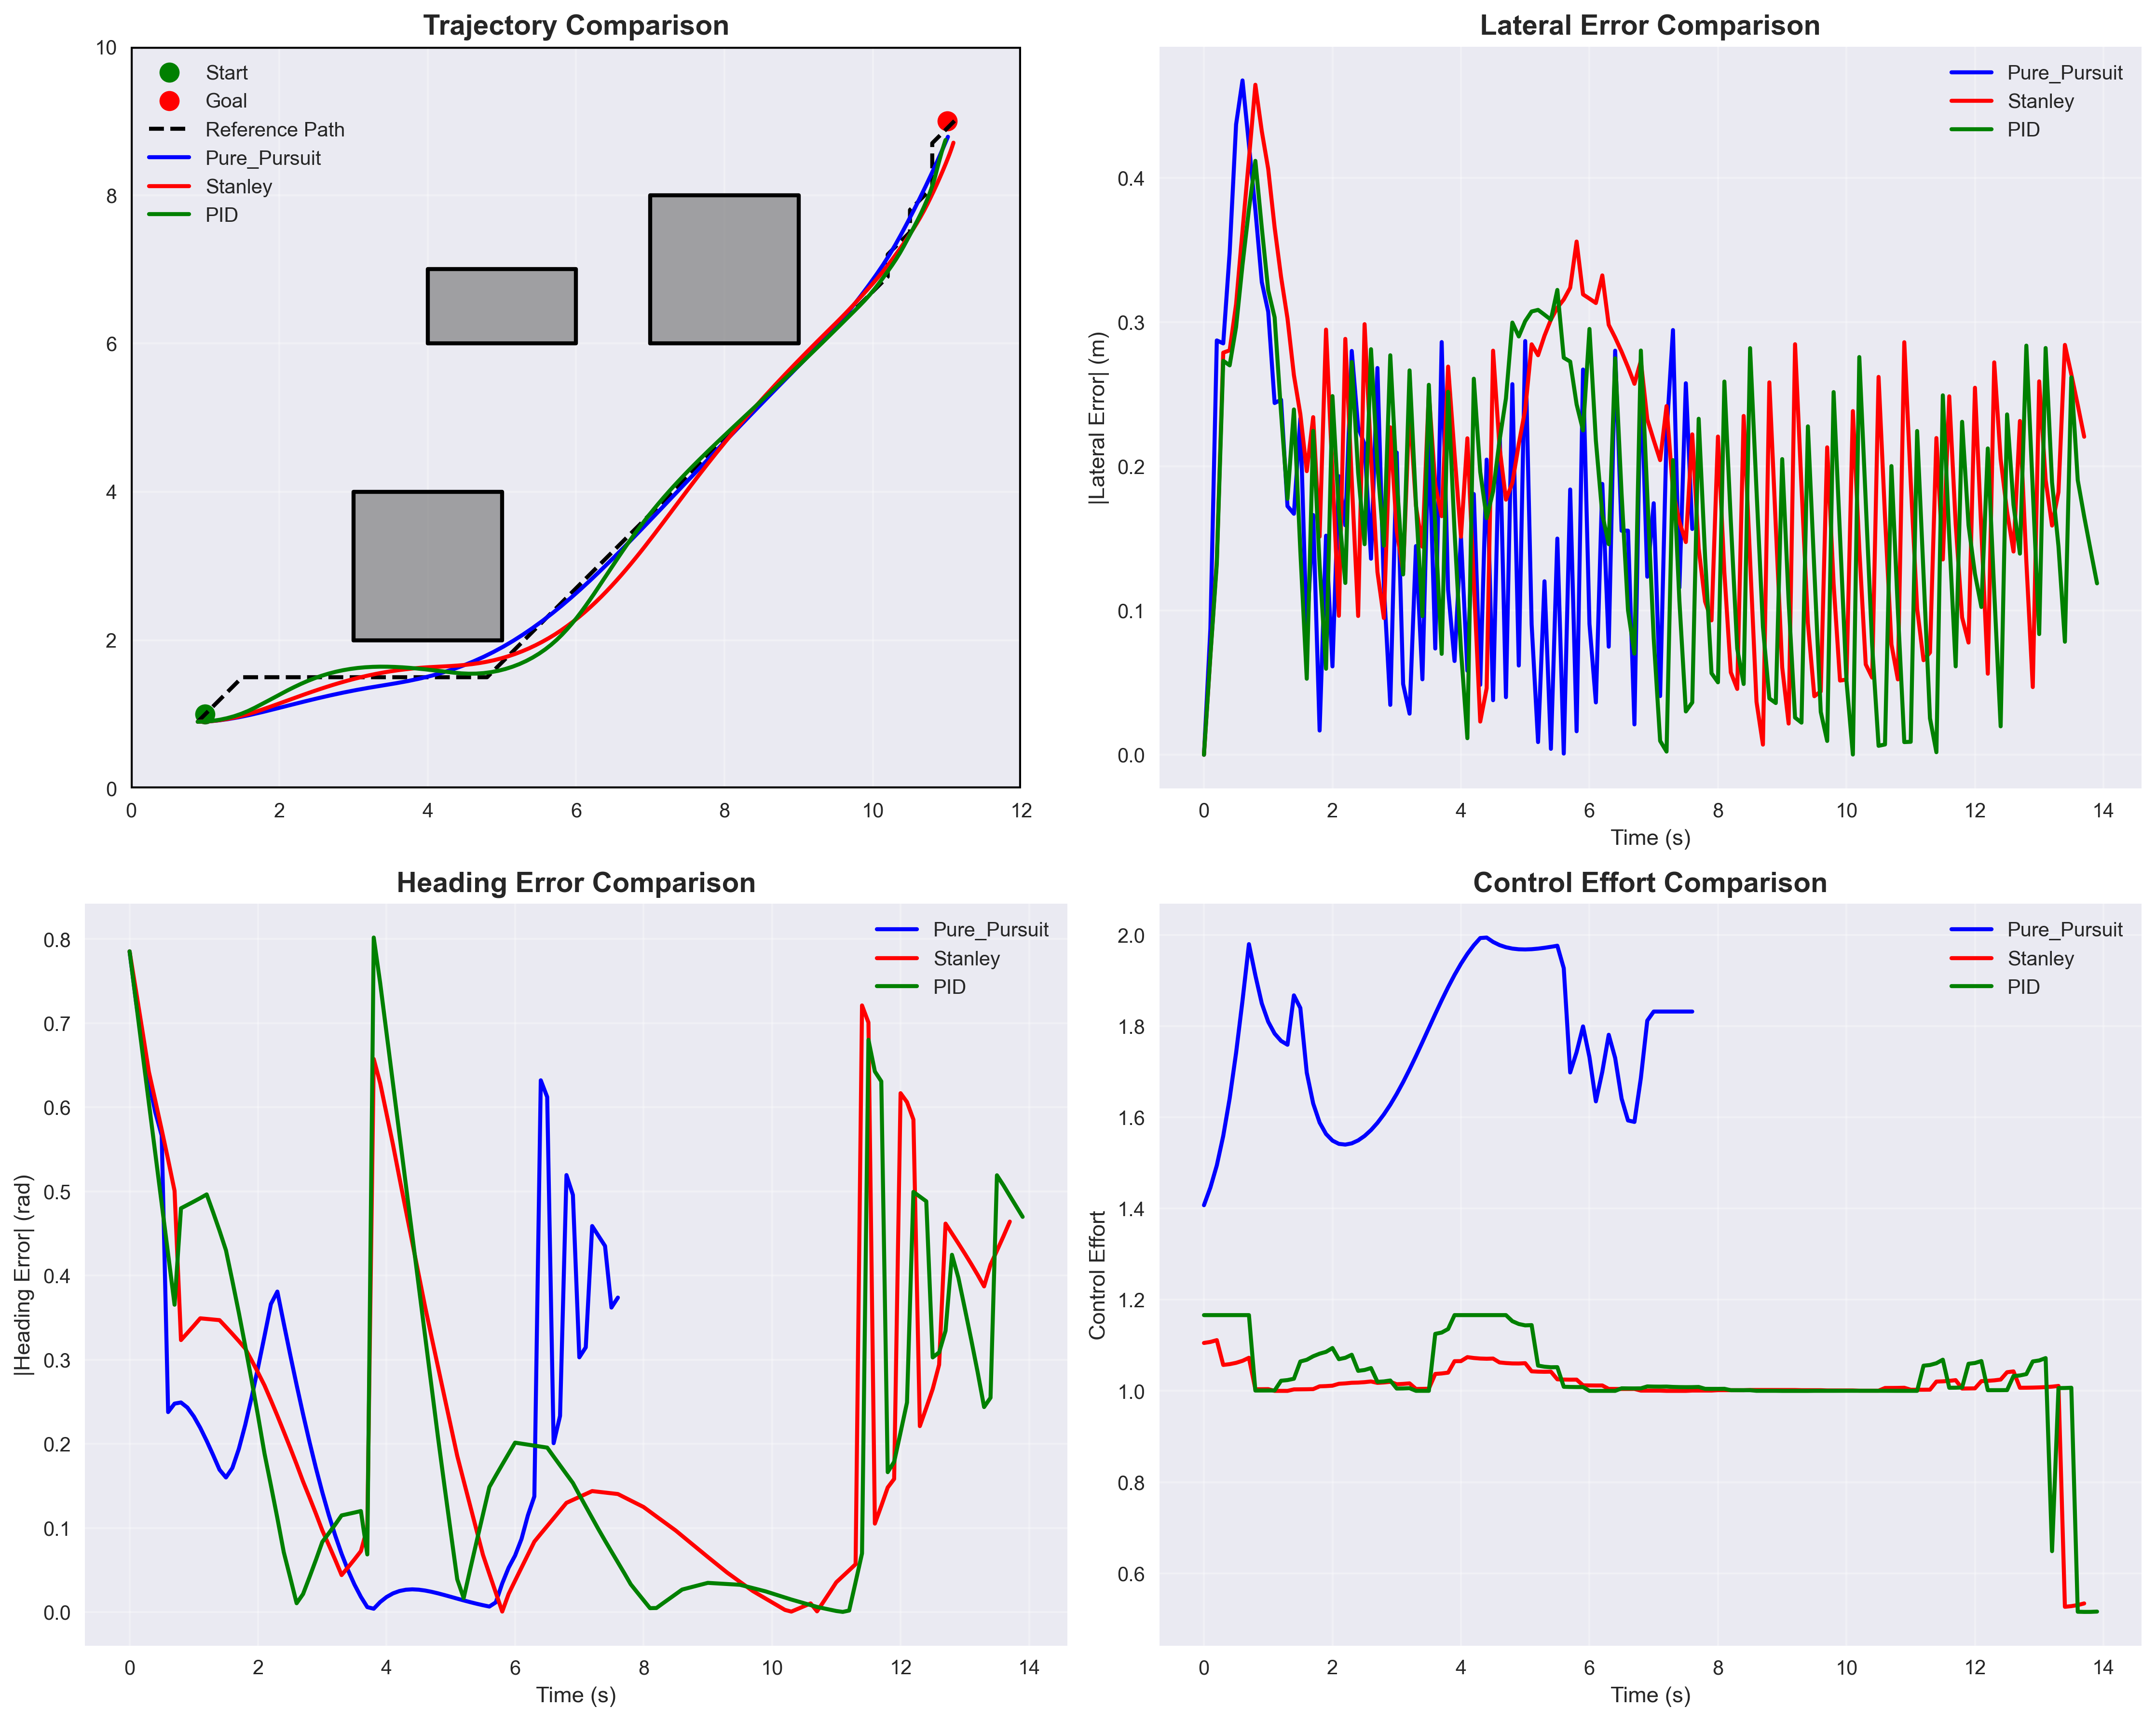 Trajectory Comparison
10
8
6
4
2
0
0 2 4 6 8 10 12
Start
Goal
Reference Path
Pure_Pursuit
Stanley
PID
Lateral Error Comparison
|Lateral Error| (m)
0.4
0.3
0.2
0.1
0.0
0 2 4 6 8 10 12 14
Time (s)
Pure_Pursuit
Stanley
PID
Heading Error Comparison
|Heading Error| (rad)
0.8
0.7
0.6
0.5
0.4
0.3
0.2
0.1
0.0
0 2 4 6 8 10 12 14
Time (s)
Pure_Pursuit
Stanley
PID
Control Effort Comparison
Control Effort
2.0
1.8
1.6
1.4
1.2
1.0
0.8
0.6
0 2 4 6 8 10 12 14
Time (s)
Pure_Pursuit
Stanley
PID